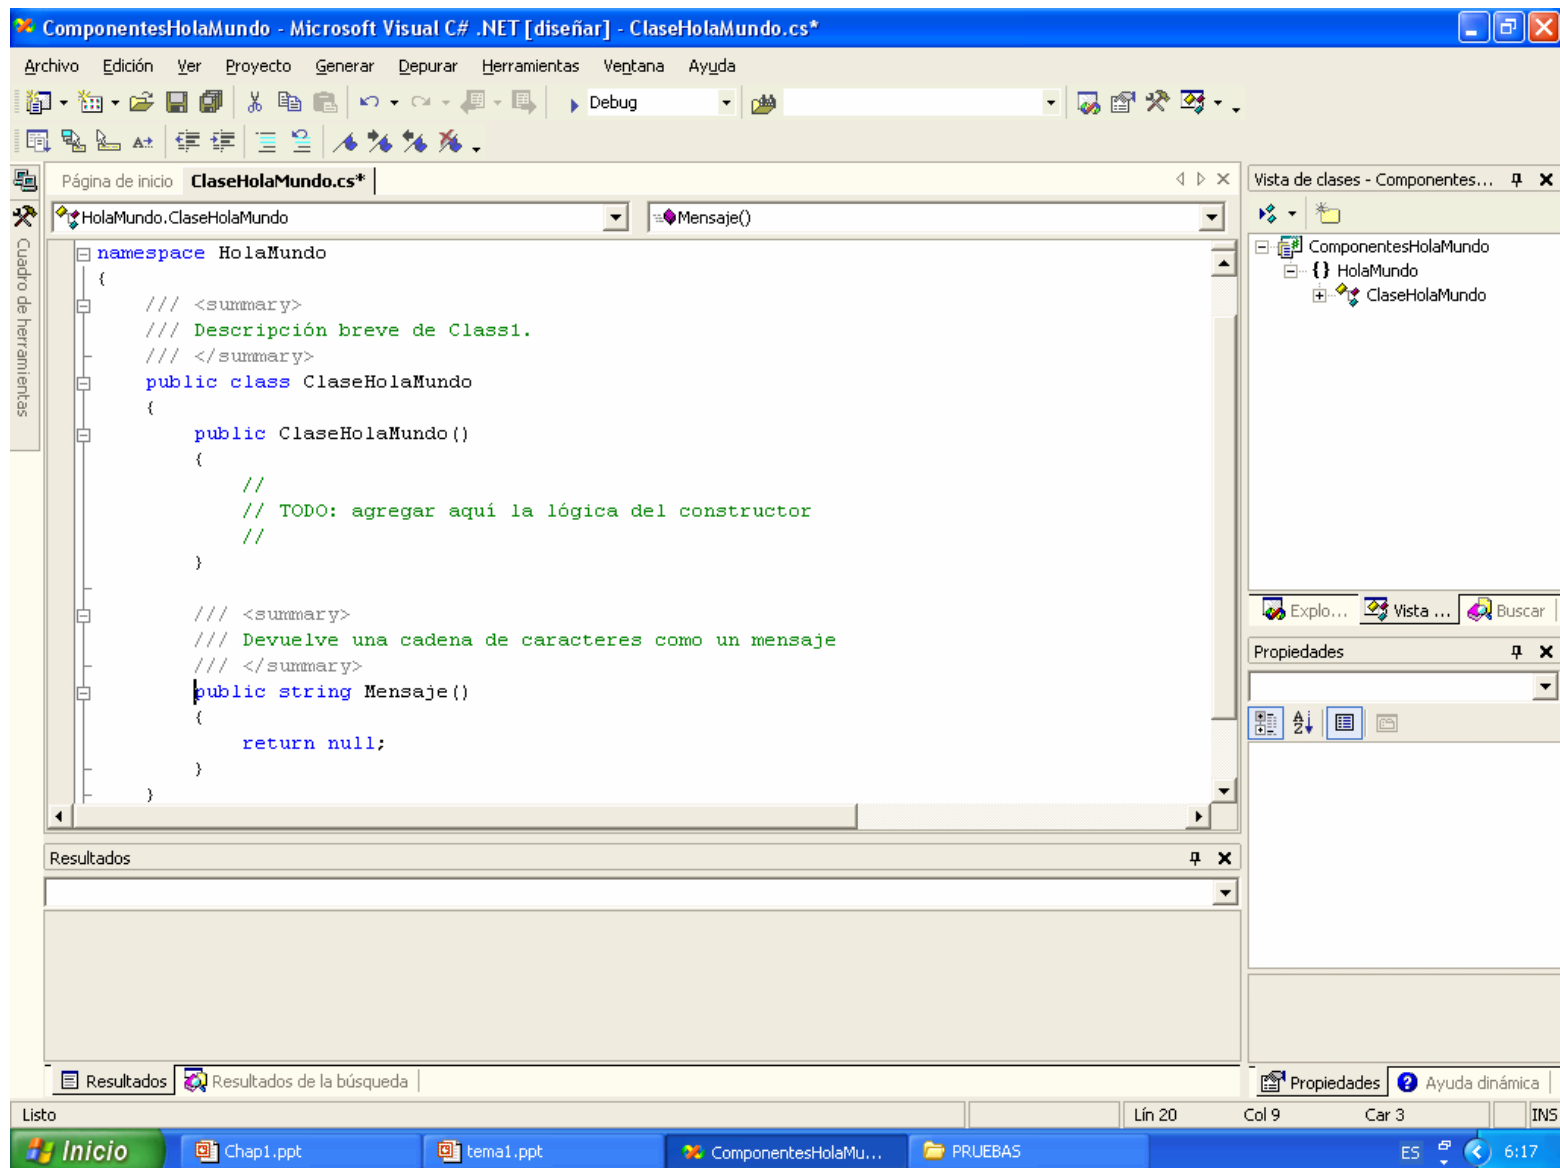 ComponentesHolaMundo - Microsoft Visual C# .NET [diseñar] - ClaseHolaMundo.cs*
Archivo Edición Ver Proyecto Generar Depurar Herramientas Ventana Ayuda
Debug
Página de inicio ClaseHolaMundo.cs*
HolaMundo.ClaseHolaMundo
Mensaje()
Cuadro de herramientas
namespace HolaMundo
{
/// <summary>
/// Descripción breve de Class1.
/// </summary>
public class ClaseHolaMundo
{
public ClaseHolaMundo()
{
//
// TODO: agregar aquí la lógica del constructor
//
}
/// <summary>
/// Devuelve una cadena de caracteres como un mensaje
/// </summary>
public string Mensaje()
{
return null;
}
}
Vista de clases - Componentes...
ComponentesHolaMundo
{} HolaMundo
ClaseHolaMundo
Explo... Vista ... Buscar
Propiedades
Resultados
Resultados Resultados de la búsqueda
Propiedades Ayuda dinámica
Listo Lín 20 Col 9 Car 3 INS
Inicio Chap1.ppt tema1.ppt ComponentesHolaMu... PRUEBAS ES 6:17